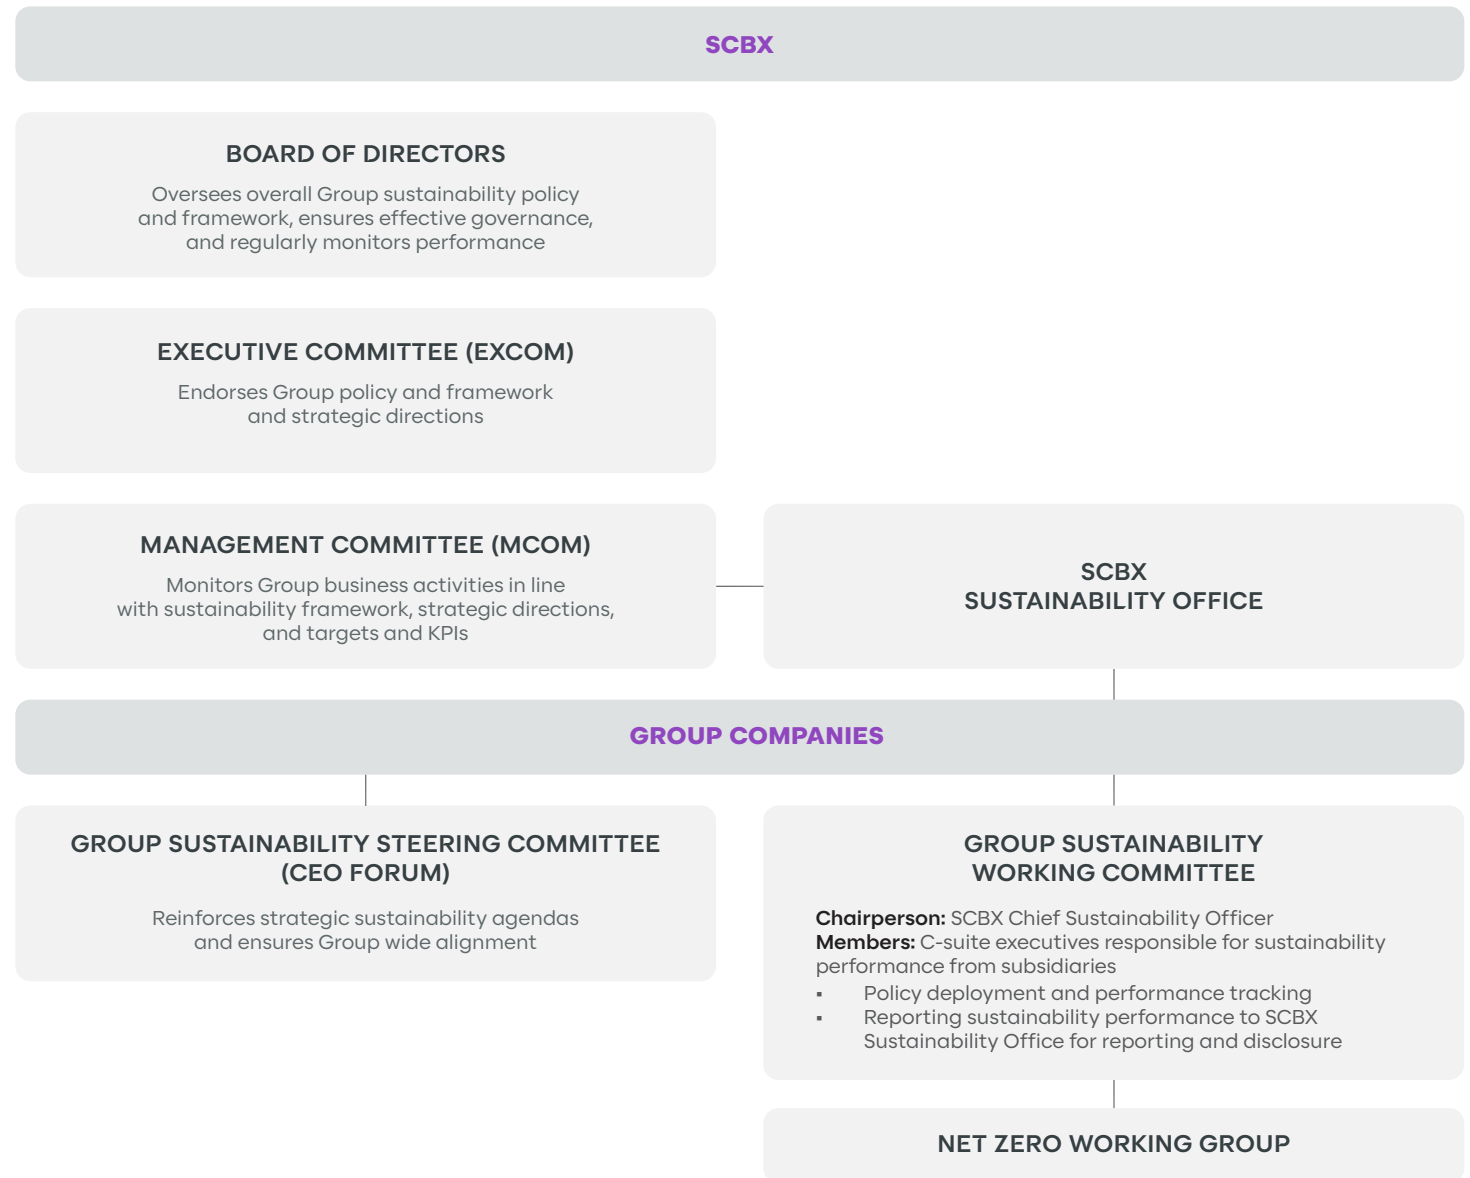 SCBX
BOARD OF DIRECTORS
Oversees overall Group sustainability policy
and framework, ensures effective governance,
and regularly monitors performance
EXECUTIVE COMMITTEE (EXCOM)
Endorses Group policy and framework
and strategic directions
MANAGEMENT COMMITTEE (MCOM)
Monitors Group business activities in line
with sustainability framework, strategic directions,
and targets and KPIs
SCBX
SUSTAINABILITY OFFICE
GROUP COMPANIES
GROUP SUSTAINABILITY STEERING COMMITTEE
(CEO FORUM)
Reinforces strategic sustainability agendas
and ensures Group wide alignment
GROUP SUSTAINABILITY
WORKING COMMITTEE
Chairperson: SCBX Chief Sustainability Officer
Members: C-suite executives responsible for sustainability
performance from subsidiaries
▪ Policy deployment and performance tracking
▪ Reporting sustainability performance to SCBX
Sustainability Office for reporting and disclosure
NET ZERO WORKING GROUP